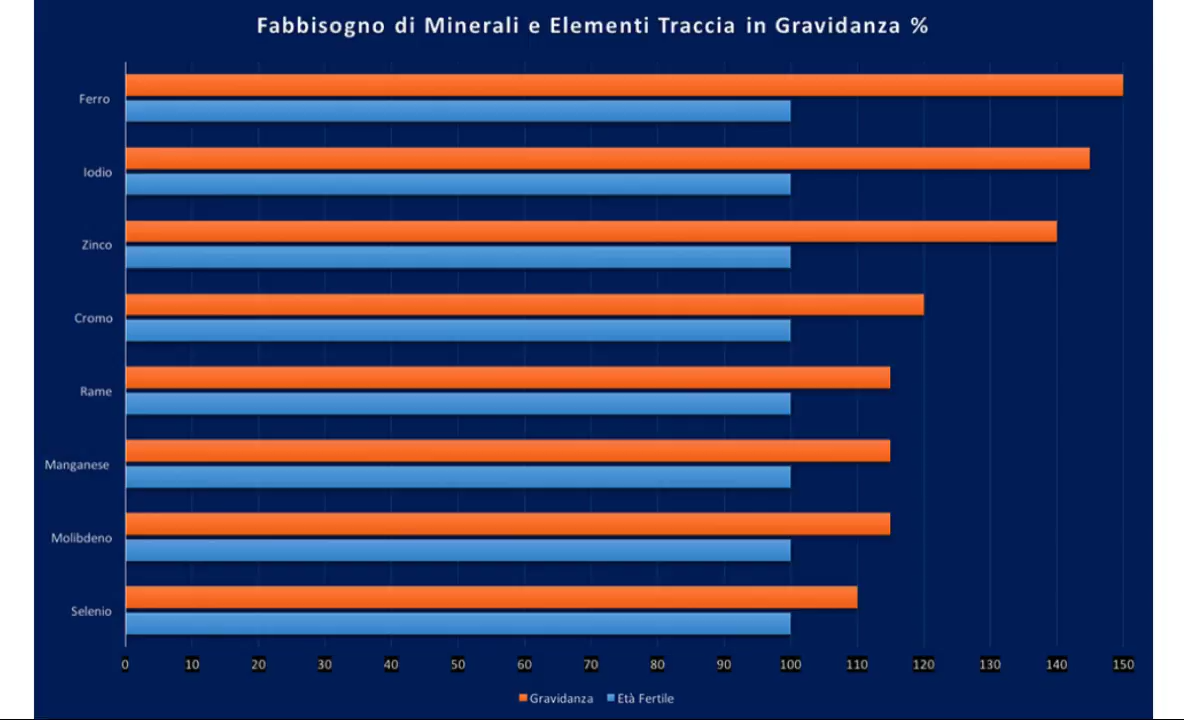 Fabbisogno di Minerali e Elementi Traccia in Gravidanza %
Ferro
Iodio
Zinco
Cromo
Rame
Manganese
Molibdeno
Selenio
0 10 20 30 40 50 60 70 80 90 100 110 120 130 140 150
Gravidanza Età Fertile